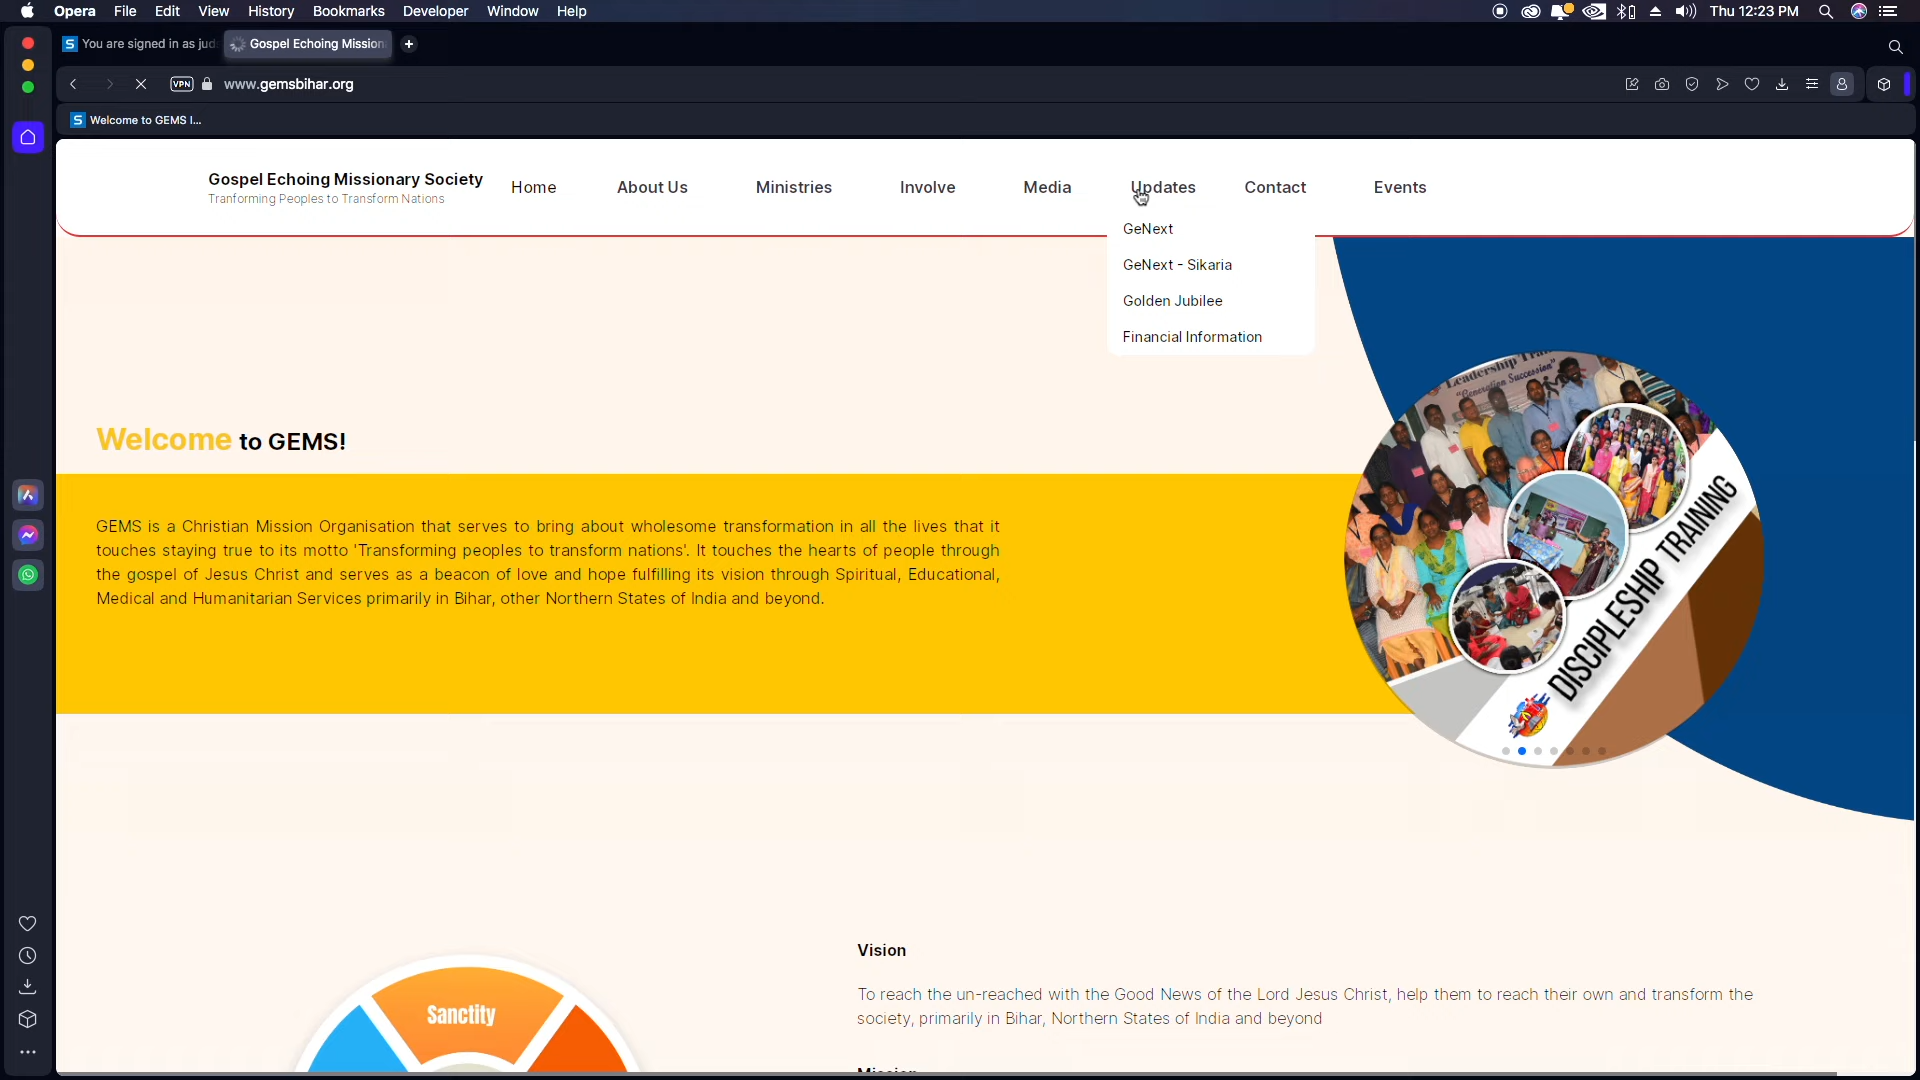 Opera File Edit View History Bookmarks Developer Window Help
Thu 12:23 PM
You are signed in as jud
Gospel Echoing Mission
VPN
www.gemsbihar.org
Welcome to GEMS I...
Gospel Echoing Missionary Society
Tranforming Peoples to Transform Nations
Home About Us Ministries Involve Media Updates Contact Events
GeNext
GeNext - Sikaria
Golden Jubilee
Financial Information
Welcome to GEMS!
GEMS is a Christian Mission Organisation that serves to bring about wholesome transformation in all the lives that it
touches staying true to its motto 'Transforming peoples to transform nations'. It touches the hearts of people through
the gospel of Jesus Christ and serves as a beacon of love and hope fulfilling its vision through Spiritual, Educational,
Medical and Humanitarian Services primarily in Bihar, other Northern States of India and beyond.
"Generation Succession"
DISCIPLESHIP TRAINING
Sanctity
Vision
To reach the un-reached with the Good News of the Lord Jesus Christ, help them to reach their own and transform the
society, primarily in Bihar, Northern States of India and beyond